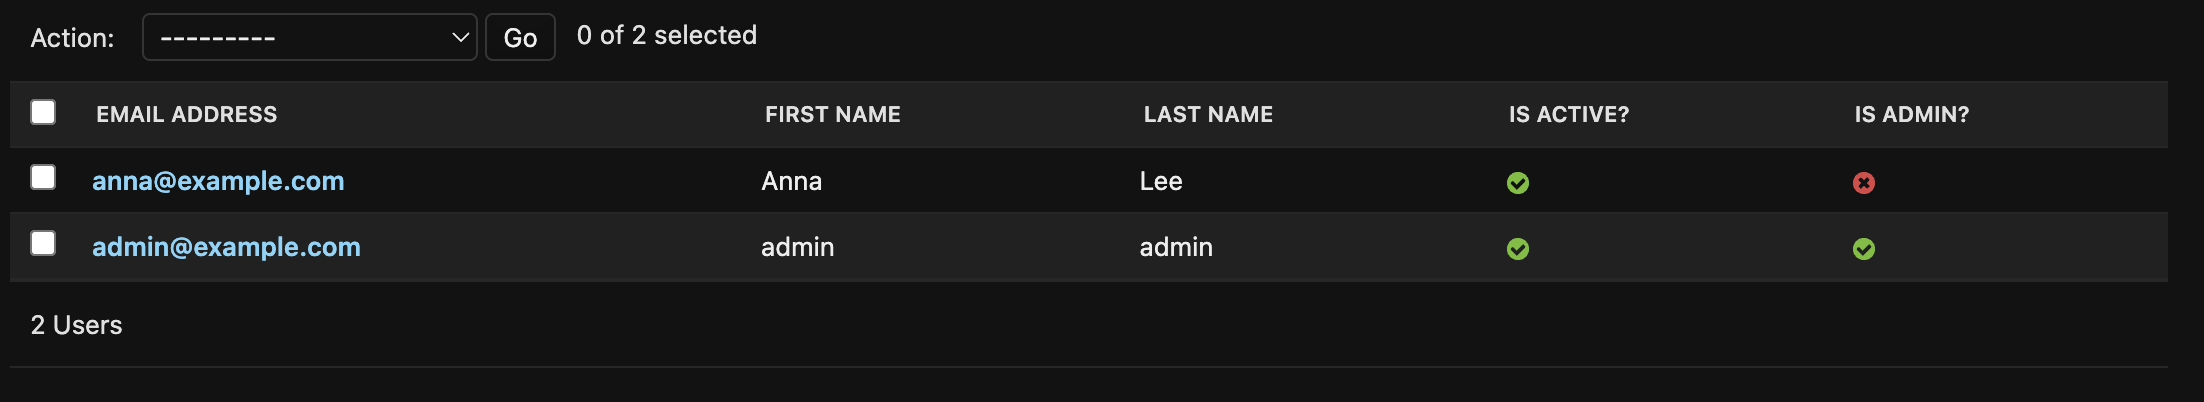 Action: --------- Go 0 of 2 selected
EMAIL ADDRESS FIRST NAME LAST NAME IS ACTIVE? IS ADMIN?
anna@example.com Anna Lee
admin@example.com admin admin
2 Users